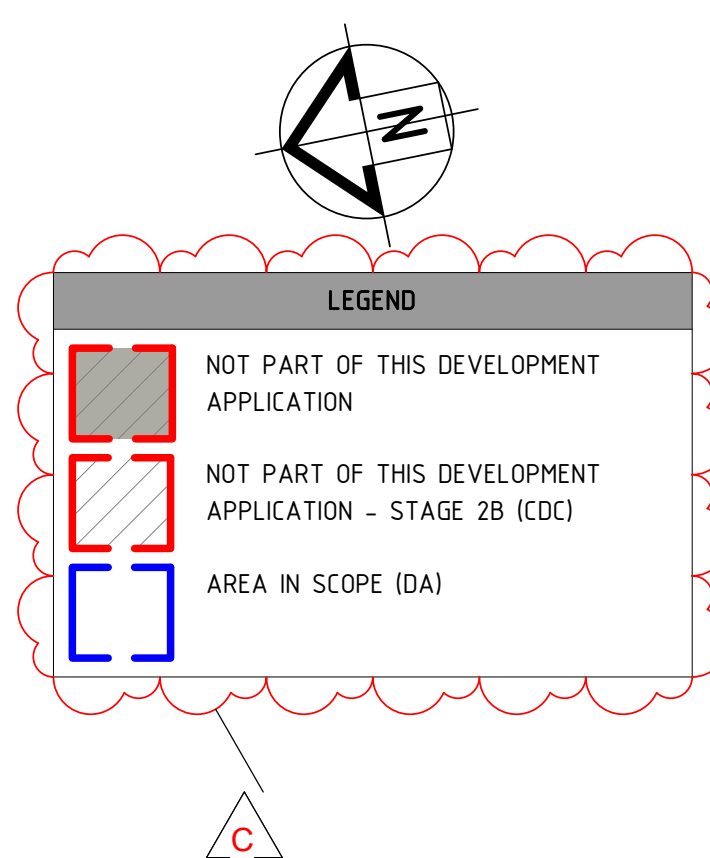 N
LEGEND
NOT PART OF THIS DEVELOPMENT
APPLICATION
NOT PART OF THIS DEVELOPMENT
APPLICATION - STAGE 2B (CDC)
AREA IN SCOPE (DA)
C